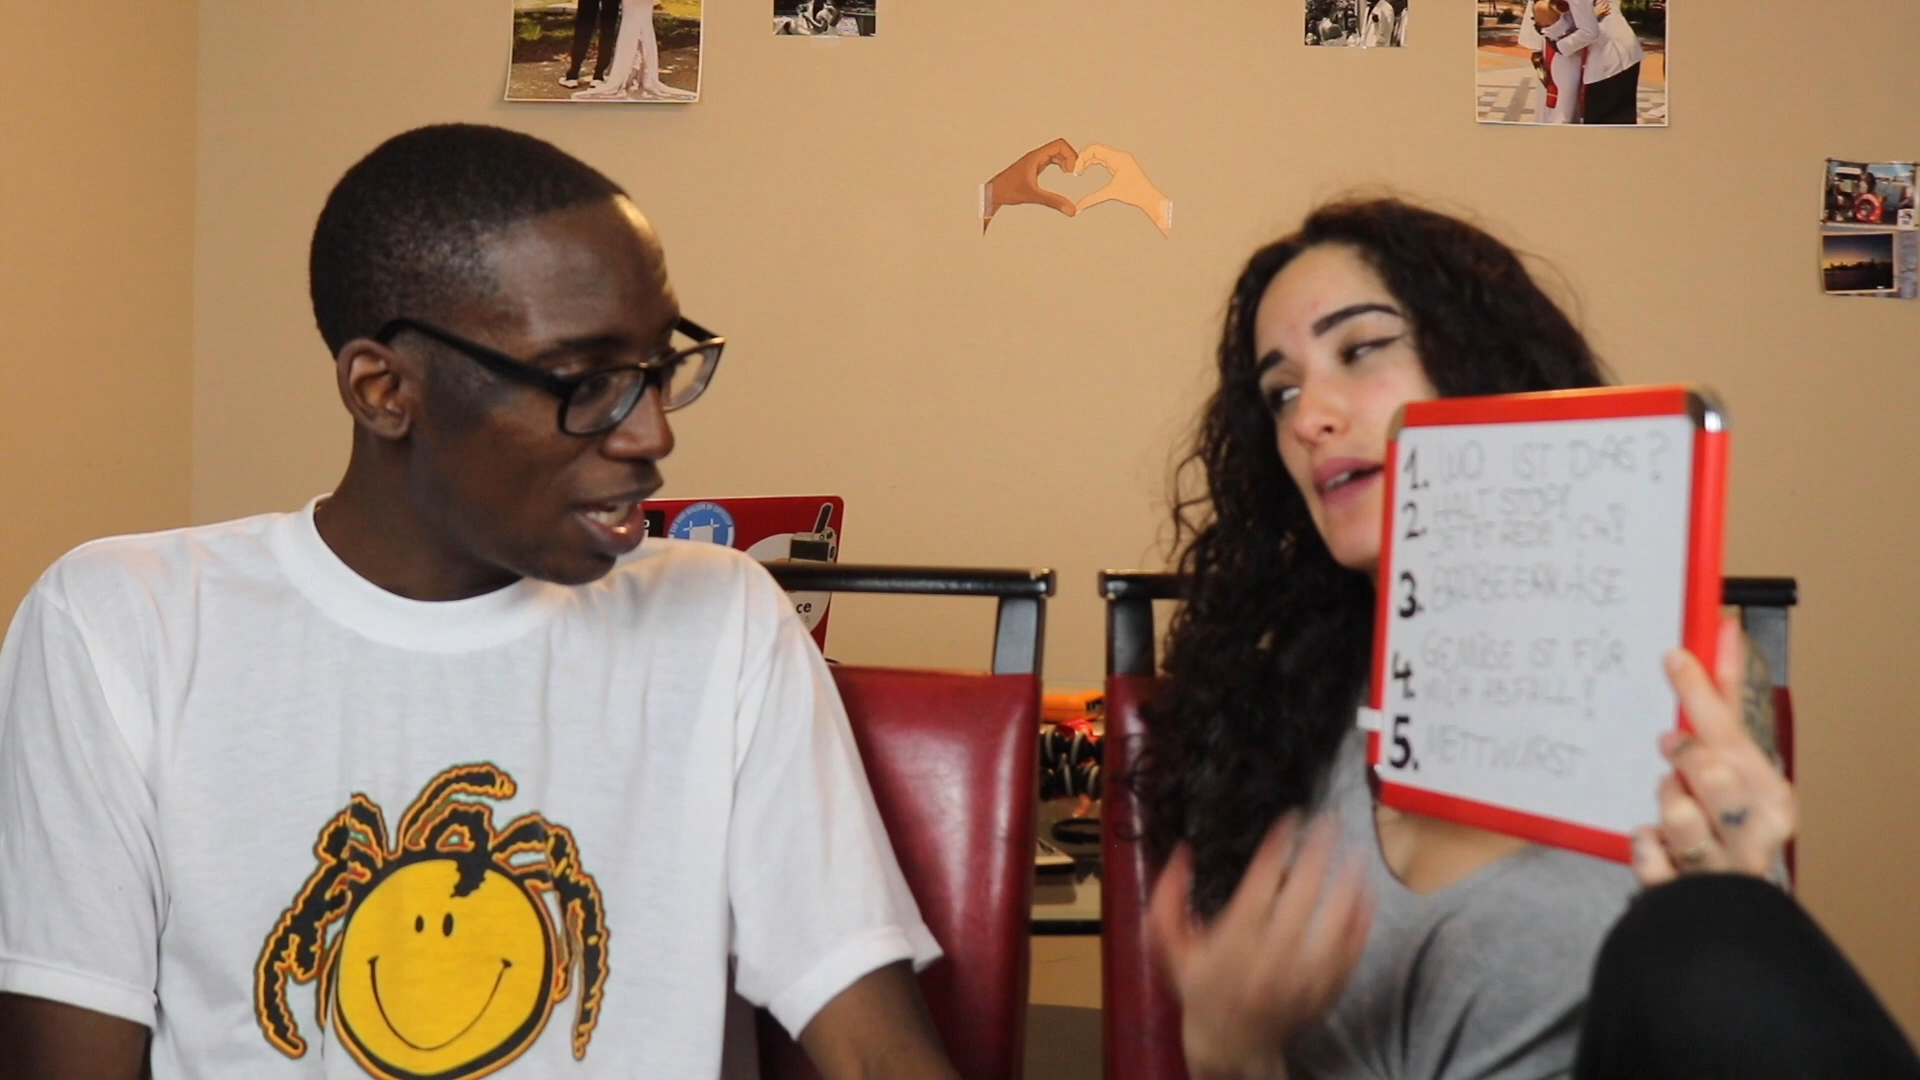 1. WO IST DAS?
2. HALT STOP!
JETZT REDE ICH!
3. ERDBEERKÄSE
4. GEMÜSE IST FÜR
MICH ABFALL!
5. METTWURST
ce